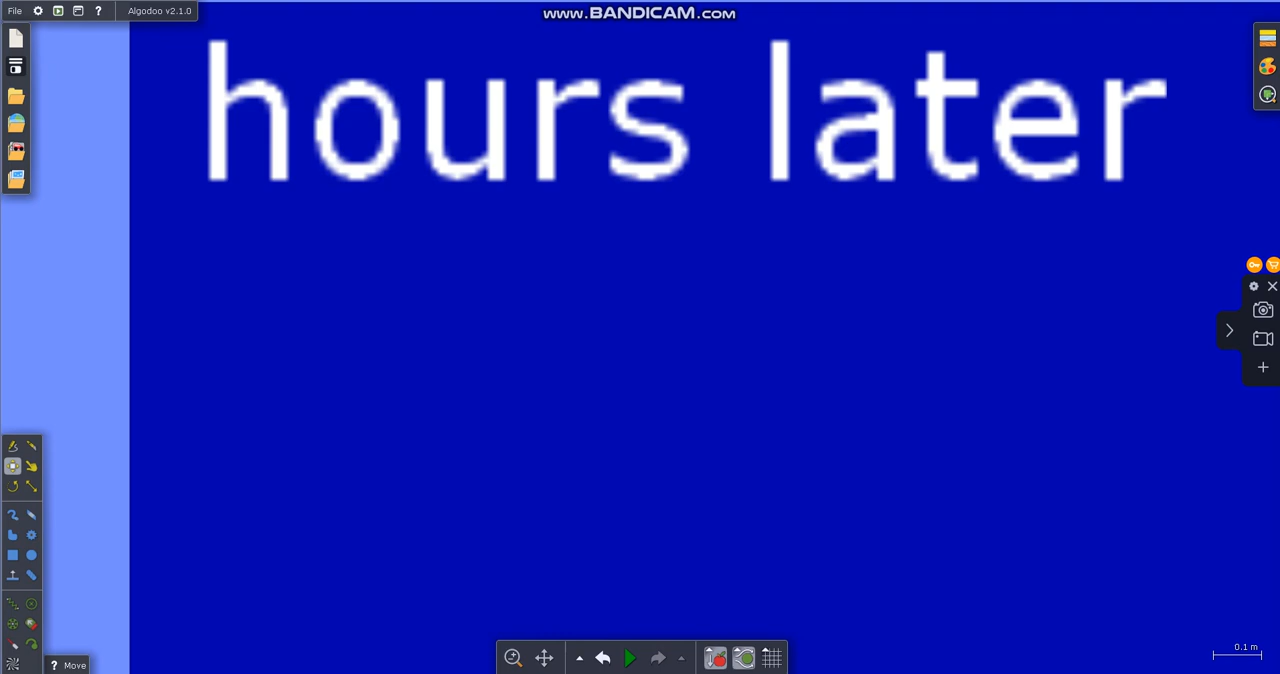 File
?
Algodoo v2.1.0
WWW.BANDICAM.COM
hours later
? Move
0.1 m